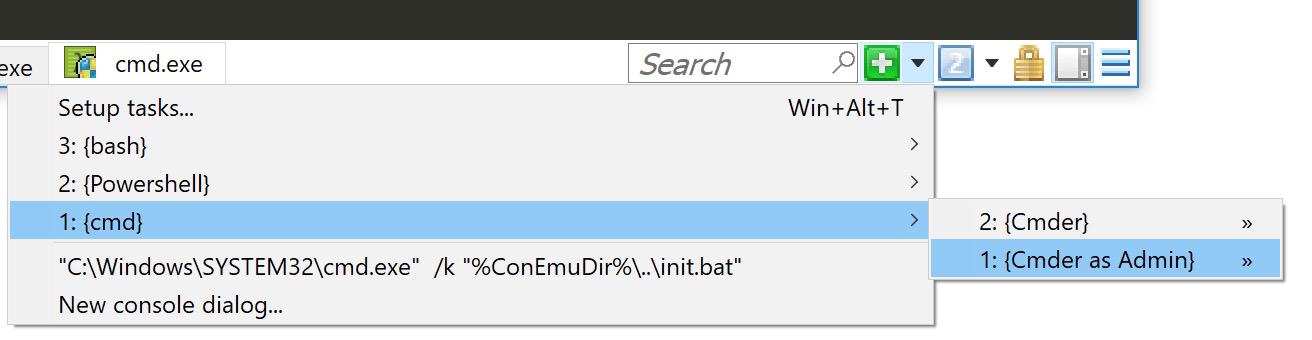 exe
cmd.exe
Search
2
Setup tasks... Win+Alt+T
3: {bash}
2: {Powershell}
1: {cmd}
2: {Cmder} »
1: {Cmder as Admin} »
"C:\Windows\SYSTEM32\cmd.exe"  /k "%ConEmuDir%\..\init.bat"
New console dialog...